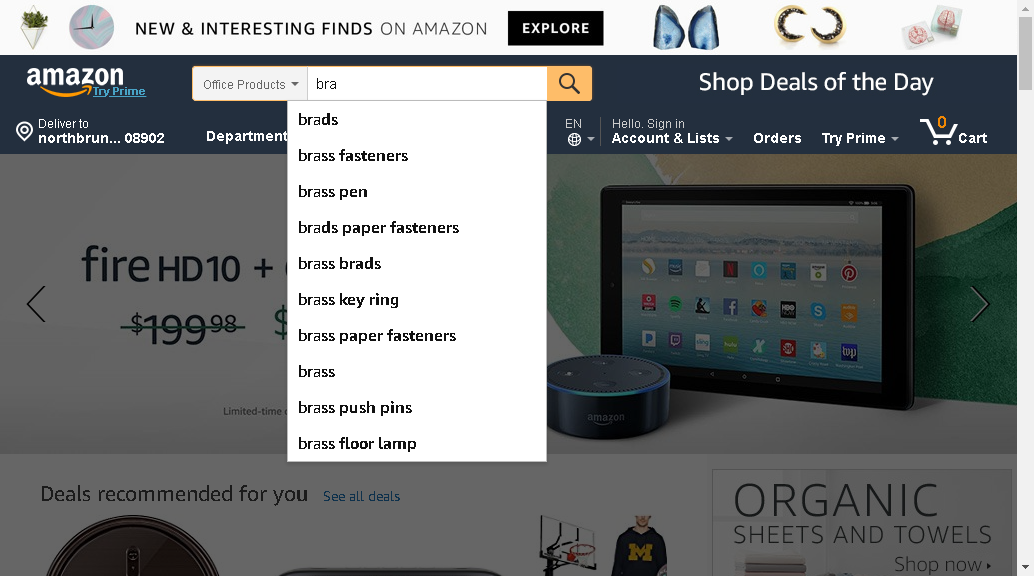 NEW & INTERESTING FINDS ON AMAZON EXPLORE
amazon
Try Prime
Office Products
bra
Shop Deals of the Day
Deliver to
northbrun... 08902
Department
EN
Hello. Sign in
Account & Lists
Orders
Try Prime
0
Cart
brads
brass fasteners
brass pen
brads paper fasteners
brass brads
brass key ring
brass paper fasteners
brass
brass push pins
brass floor lamp
fire HD10 +
$199.98
$
Limited-time
amazon
Deals recommended for you See all deals
ORGANIC
SHEETS AND TOWELS
Shop now